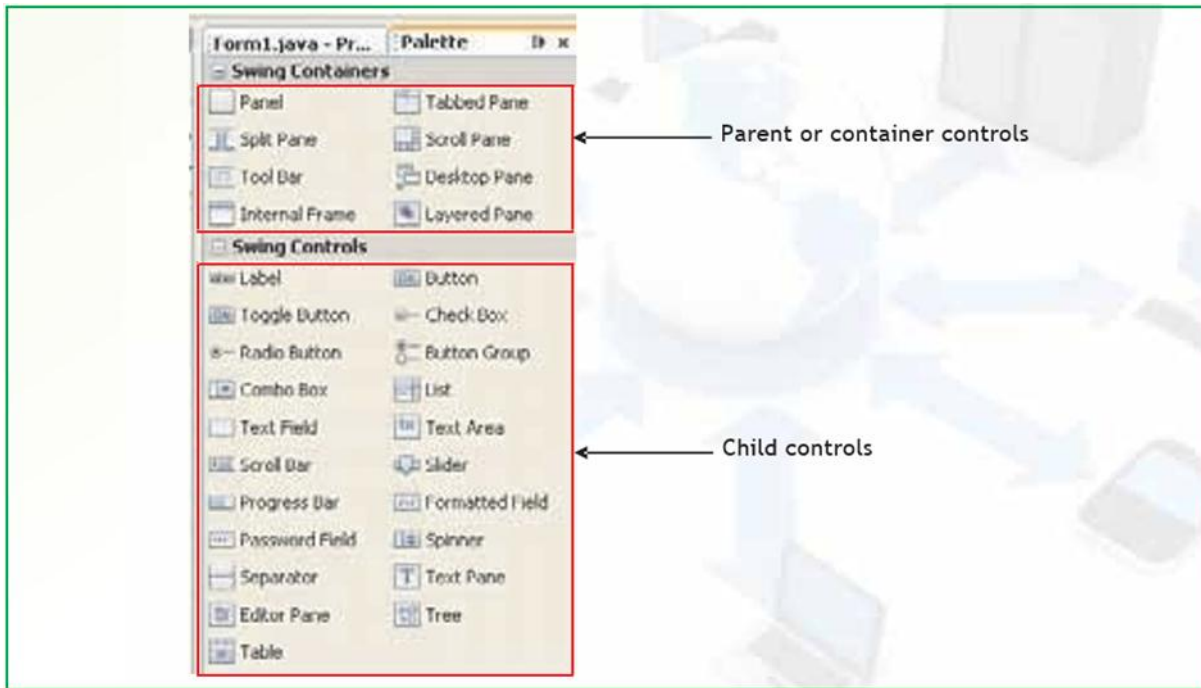 Form1.java - Pr... Palette
Swing Containers
Panel Tabbed Pane
Split Pane Scroll Pane
Tool Bar Desktop Pane
Internal Frame Layered Pane
Parent or container controls
Swing Controls
Label Button
Toggle Button Check Box
Radio Button Button Group
Combo Box List
Text Field Text Area
Scroll Bar Slider
Progress Bar Formatted Field
Password Field Spinner
Separator Text Pane
Editor Pane Tree
Table
Child controls